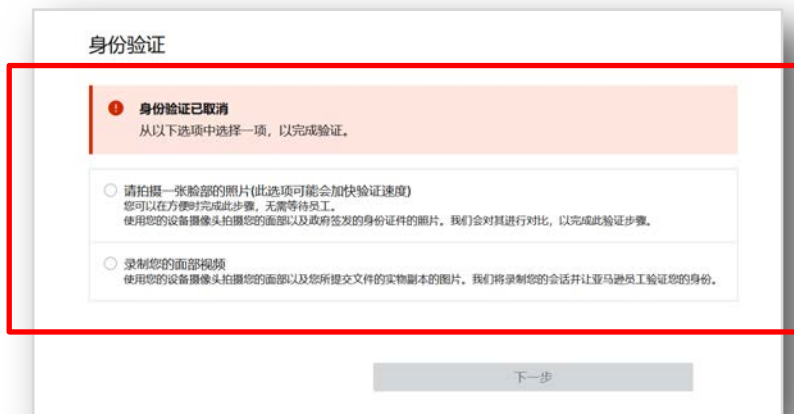 身份验证
身份验证已取消
从以下选项中选择一项，以完成验证。
请拍摄一张脸部的照片(此选项可能会加快验证速度)
您可以在方便时完成此步骤，无需等待员工。
使用您的设备摄像头拍摄您的面部以及政府签发的身份证件的照片。我们会对其进行对比，以完成此验证步骤。
录制您的面部视频
使用您的设备摄像头拍摄您的面部以及您所提交文件的实物副本的图片。我们将录制您的会话并让亚马逊员工验证您的身份。
下一步